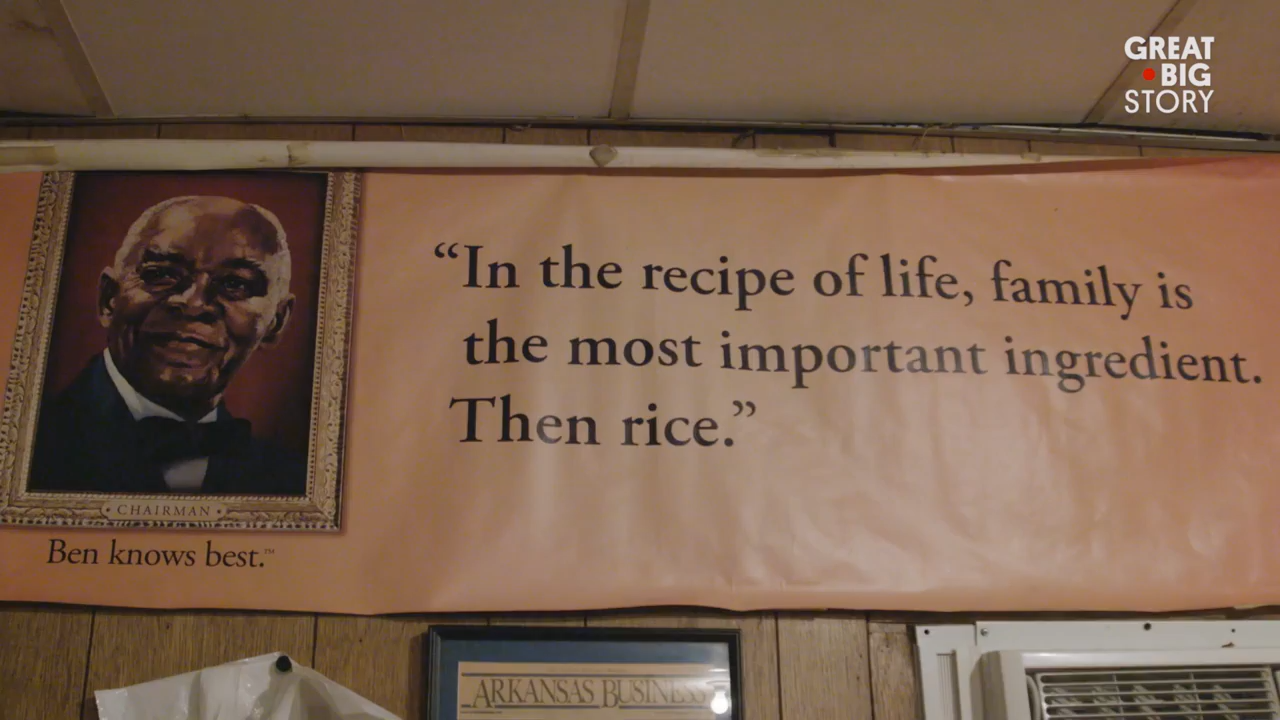 GREAT
BIG
STORY
“In the recipe of life, family is
the most important ingredient.
Then rice.”
CHAIRMAN
Ben knows best.™
ARKANSAS BUSINESS